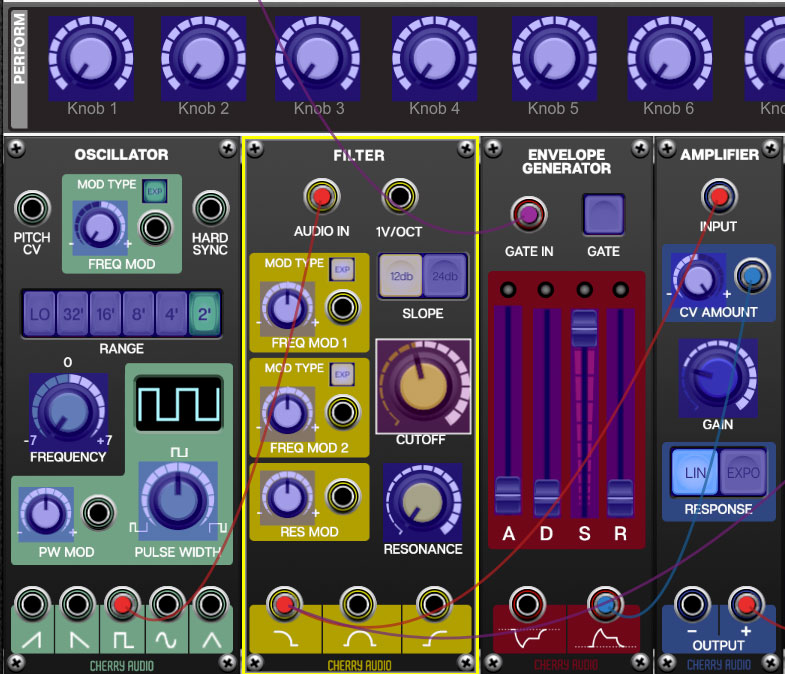 PERFORM
Knob 1
Knob 2
Knob 3
Knob 4
Knob 5
Knob 6
Kno
OSCILLATOR
MOD TYPE
EXP
PITCH
CV
-
+
HARD
SYNC
FREQ MOD
LO 32' 16' 8' 4' 2'
RANGE
0
-7
+7
FREQUENCY
PW MOD
PULSE WIDTH
CHERRY AUDIO
FILTER
AUDIO IN
1V/OCT
MOD TYPE
EXP
-
+
FREQ MOD 1
12db 24db
SLOPE
MOD TYPE
EXP
-
+
FREQ MOD 2
CUTOFF
-
+
RES MOD
RESONANCE
CHERRY AUDIO
ENVELOPE
GENERATOR
GATE IN
GATE
A D S R
CHERRY AUDIO
AMPLIFIER
INPUT
-
+
CV AMOUNT
GAIN
LIN EXPO
RESPONSE
-
+
OUTPUT
CHERRY AUDIO